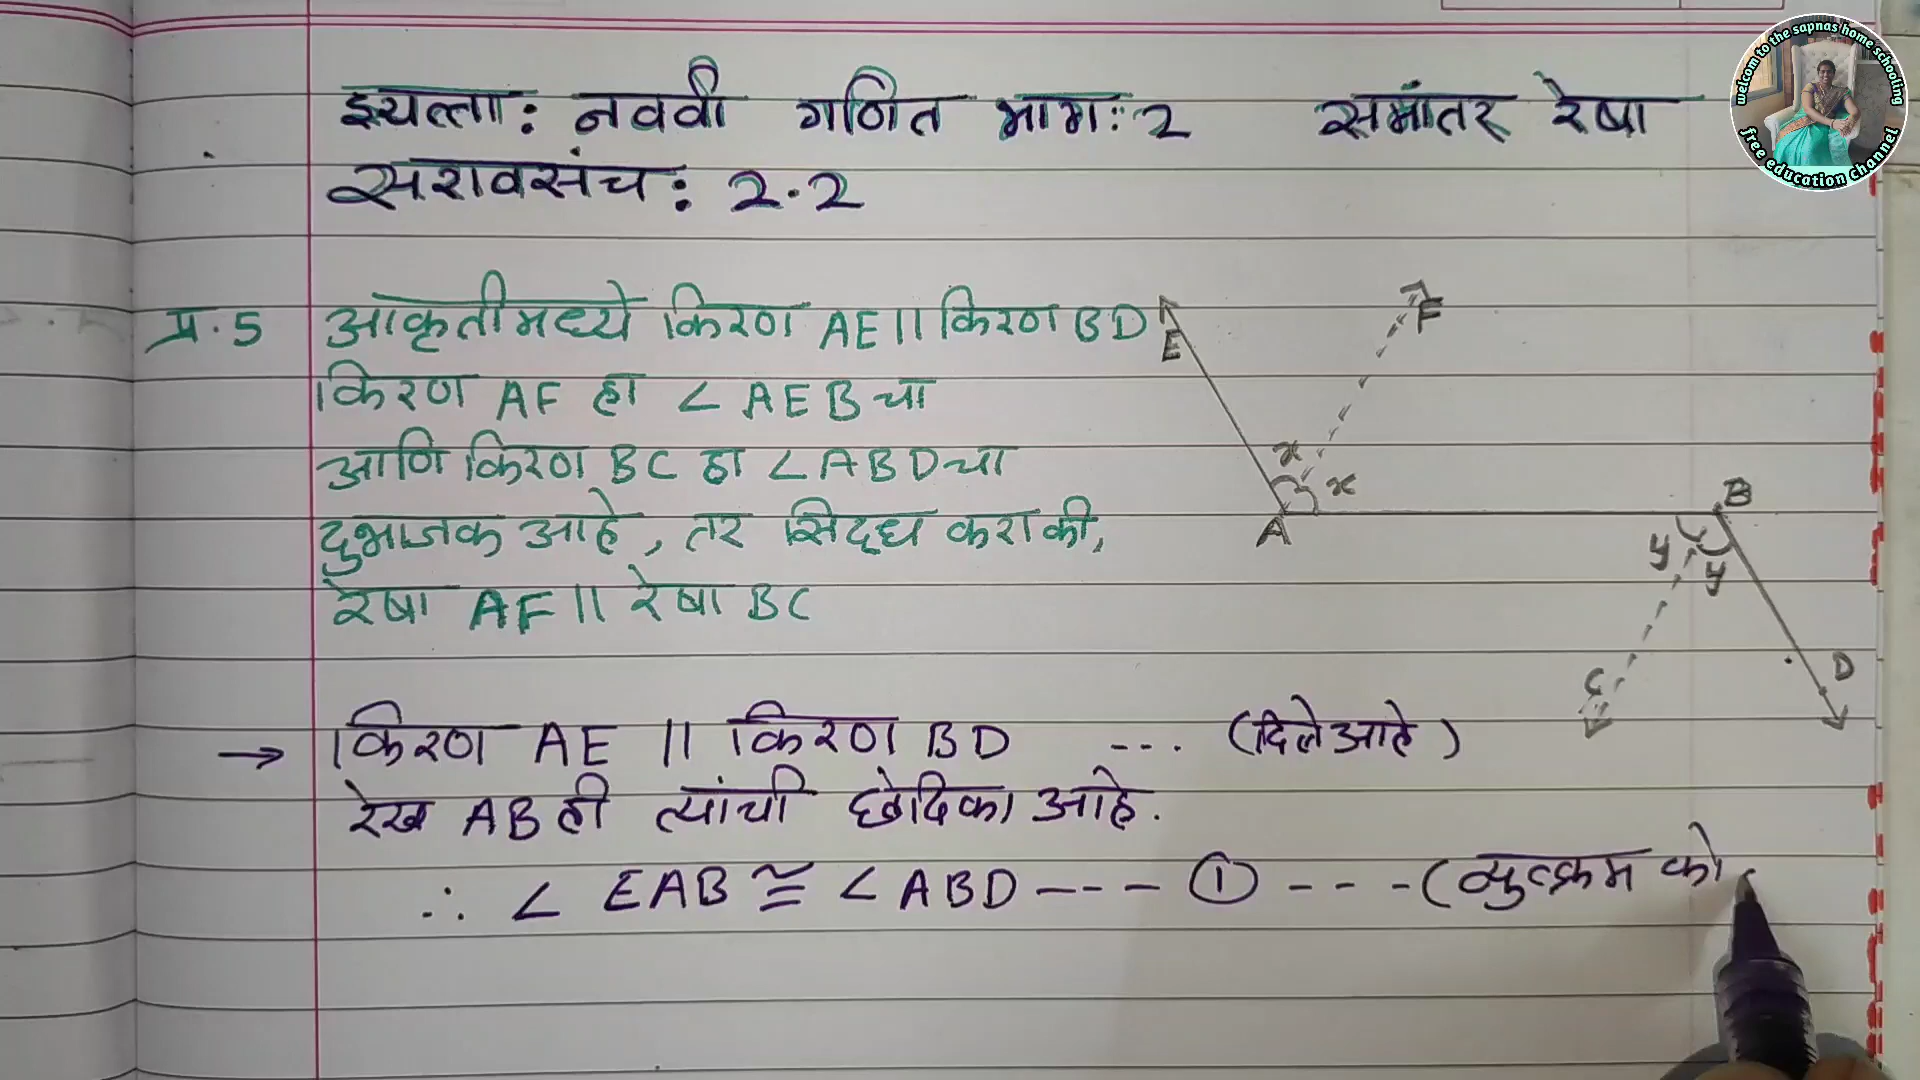 welcom to the sapnas home schooling
free education channel
इयत्ता: नववी गणित भाग: 2 समांतर रेषा
सरावसंच: 2.2
प्र.5 आकृतीमध्ये किरण AE || किरण BD
किरण AF हा ∠ AEB चा
आणि किरण BC हा ∠ ABD चा
दुभाजक आहे, तर सिद्ध करा की,
रेषा AF || रेषा BC
E F
x x
A B
y y
C D
→ किरण AE || किरण BD --- (दिले आहे)
रेख AB ही त्यांची छेदिका आहे.
∴ ∠ EAB ≅ ∠ ABD ---- ① --- (व्युत्क्रम को